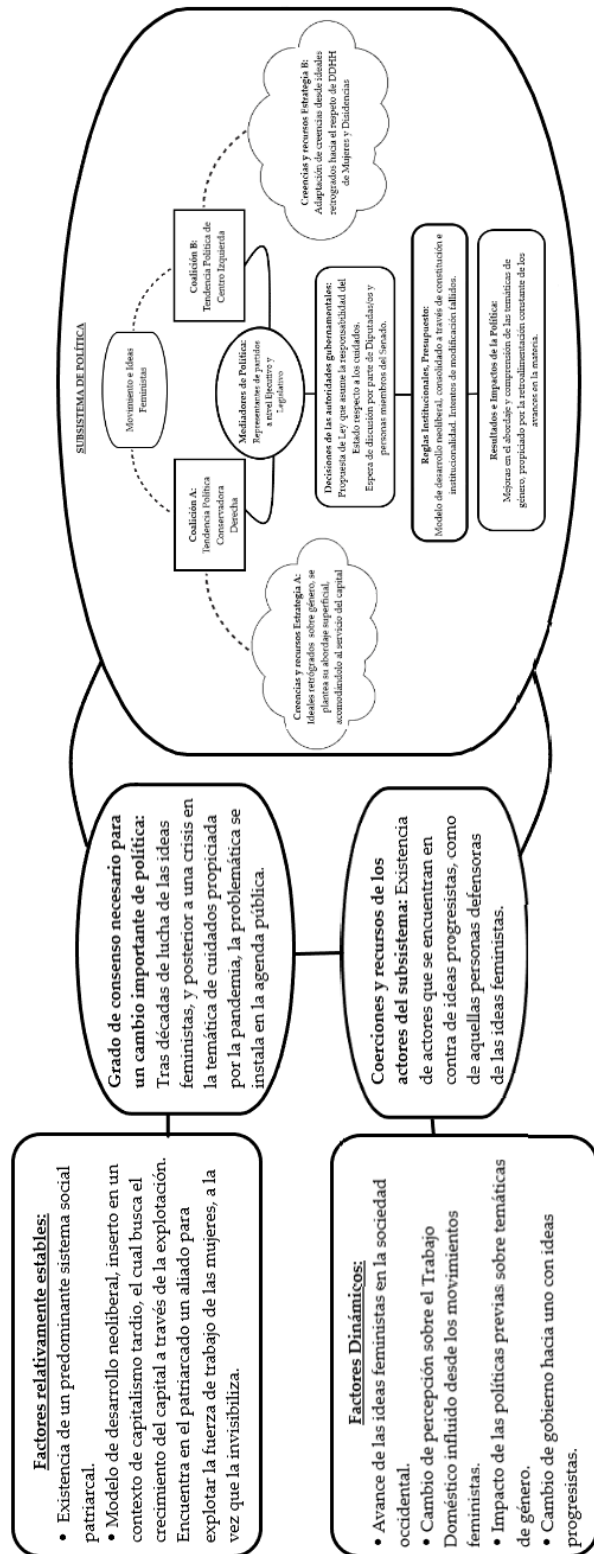 Factores relativamente estables:
• Existencia de un predominante sistema social
patriarcal.
• Modelo de desarrollo neoliberal, inserto en un
contexto de capitalismo tardío, el cual busca el
crecimiento del capital a través de la explotación.
Encuentra en el patriarcado un aliado para
explotar la fuerza de trabajo de las mujeres, a la
vez que la invisibiliza.
Factores Dinámicos:
• Avance de las ideas feministas en la sociedad
occidental.
• Cambio de percepción sobre el Trabajo
Doméstico influido desde los movimientos
feministas.
• Impacto de las políticas previas sobre temáticas
de género.
• Cambio de gobierno hacia uno con ideas
progresistas.
Grado de consenso necesario para
un cambio importante de política:
Tras décadas de lucha de las ideas
feministas, y posterior a una crisis en
la temática de cuidados propiciada
por la pandemia, la problemática se
instala en la agenda pública.
Coerciones y recursos de los
actores del subsistema: Existencia
de actores que se encuentran en
contra de ideas progresistas, como
de aquellas personas defensoras
de las ideas feministas.
SUBSISTEMA DE POLÍTICA
Movimiento e Ideas
Feministas
Coalición A:
Tendencia Política
Conservadora
Derecha
Coalición B:
Tendencia Política de
Centro Izquierda
Mediadores de Política:
Representantes de partidos
a nivel Ejecutivo y
Legislativo
Creencias y recursos Estrategia A:
Ideales retrógrados sobre género, se
plantea su abordaje superficial,
acomodándolo al servicio del capital
Creencias y recursos Estrategia B:
Adaptación de creencias desde ideales
retrogrados hacia el respeto de DDHH
de Mujeres y Disidencias
Decisiones de las autoridades gubernamentales:
Propuesta de Ley que asume la responsabilidad del
Estado respecto a los cuidados.
Espera de discusión por parte de Diputadas/os y
personas miembros del Senado.
Reglas Institucionales, Presupuesto:
Modelo de desarrollo neoliberal, consolidado a través de constitución e
institucionalidad. Intentos de modificación fallidos.
Resultados e Impactos de la Política:
Mejoras en el abordaje y comprensión de las temáticas de
género, propiciado por la retroalimentación constante de los
avances en la materia.